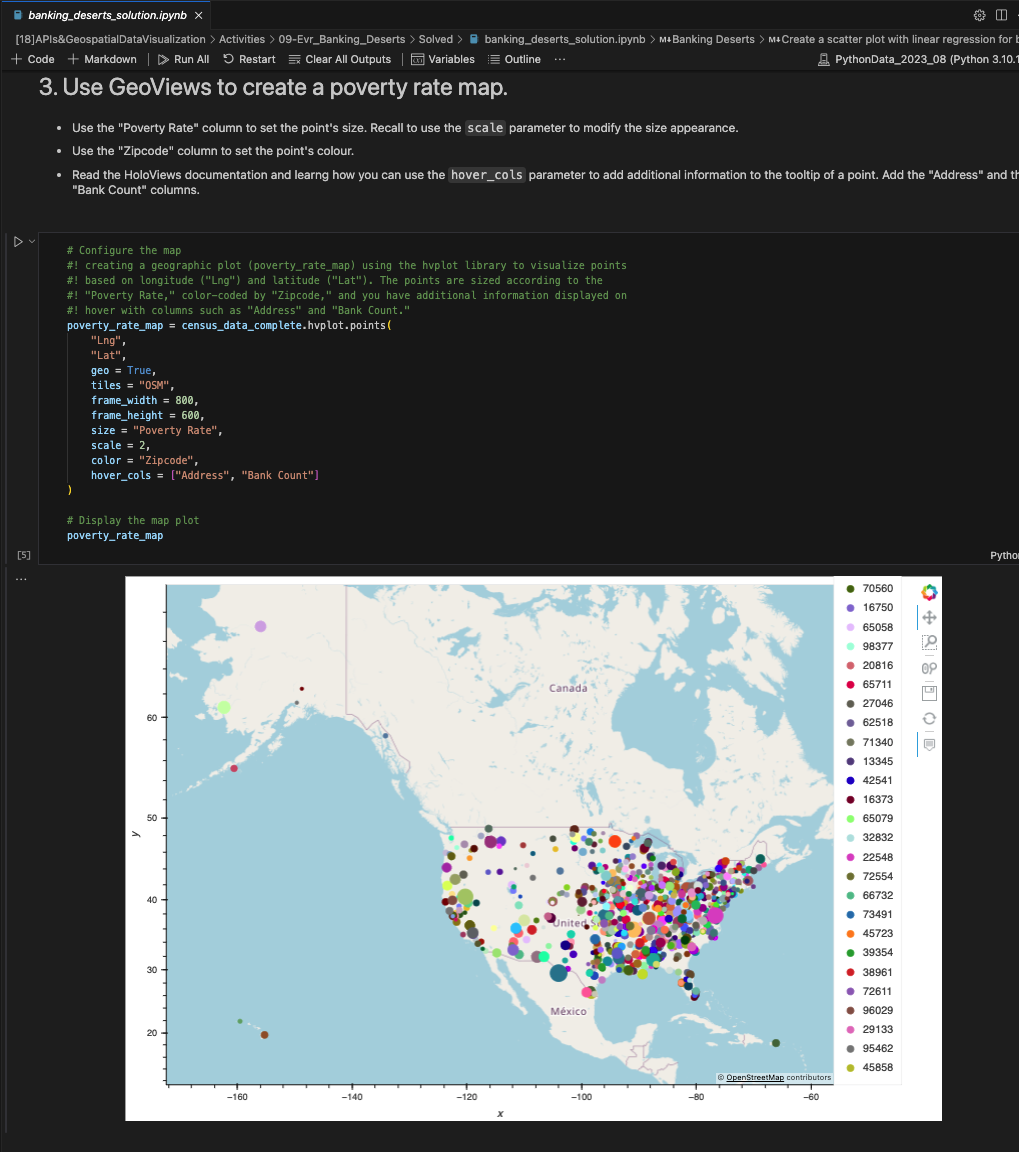 banking_deserts_solution.ipynb
[18]APIs&GeospatialDataVisualization > Activities > 09-Evr_Banking_Deserts > Solved > banking_deserts_solution.ipynb > M↓Banking Deserts > M↓Create a scatter plot with linear regression for b
+ Code + Markdown Run All Restart Clear All Outputs Variables Outline ··· PythonData_2023_08 (Python 3.10.1
3. Use GeoViews to create a poverty rate map.
• Use the "Poverty Rate" column to set the point's size. Recall to use the scale parameter to modify the size appearance.
• Use the "Zipcode" column to set the point's colour.
• Read the HoloViews documentation and learng how you can use the hover_cols parameter to add additional information to the tooltip of a point. Add the "Address" and th
"Bank Count" columns.
# Configure the map
#! creating a geographic plot (poverty_rate_map) using the hvplot library to visualize points
#! based on longitude ("Lng") and latitude ("Lat"). The points are sized according to the
#! "Poverty Rate," color-coded by "Zipcode," and you have additional information displayed on
#! hover with columns such as "Address" and "Bank Count."
poverty_rate_map = census_data_complete.hvplot.points(
"Lng",
"Lat",
geo = True,
tiles = "OSM",
frame_width = 800,
frame_height = 600,
size = "Poverty Rate",
scale = 2,
color = "Zipcode",
hover_cols = ["Address", "Bank Count"]
)
# Display the map plot
poverty_rate_map
[5]
Pytho
...
70560
16750
65058
98377
20816
65711
27046
62518
71340
13345
42541
16373
65079
32832
22548
72554
66732
73491
45723
39354
38961
72611
96029
29133
95462
45858
Canada
United S
México
60
50
40
30
20
y
© OpenStreetMap contributors
−160 −140 −120 −100 −80 −60
x